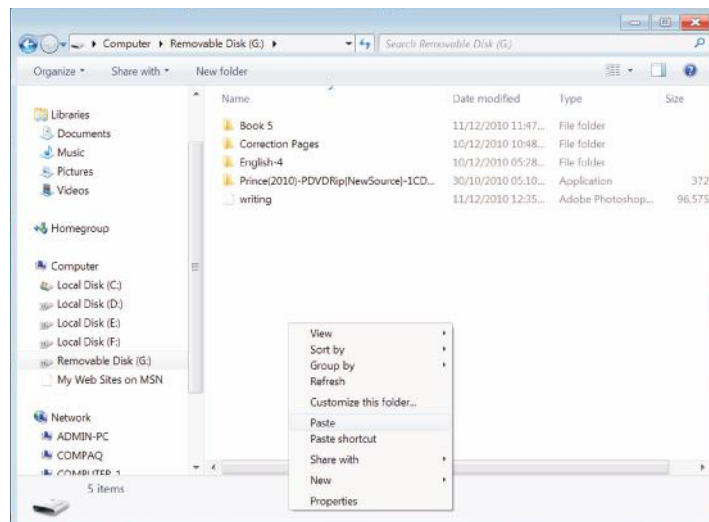 Computer ▸ Removable Disk (G:) ▸
Search Removable Disk (G:)
Organize Share with New folder
Name Date modified Type Size
Libraries
Documents
Music
Pictures
Videos
Homegroup
Computer
Local Disk (C:)
Local Disk (D:)
Local Disk (E:)
Local Disk (F:)
Removable Disk (G:)
My Web Sites on MSN
Network
ADMIN-PC
COMPAQ
COMPUTER-1
Book 5 11/12/2010 11:47... File folder
Correction Pages 10/12/2010 10:48... File folder
English-4 10/12/2010 05:28... File folder
Prince(2010)-PDVDRip(NewSource)-1CD... 30/10/2010 05:10... Application 372
writing 11/12/2010 12:35... Adobe Photoshop... 96,575
View
Sort by
Group by
Refresh
Customize this folder...
Paste
Paste shortcut
Share with
New
Properties
5 items